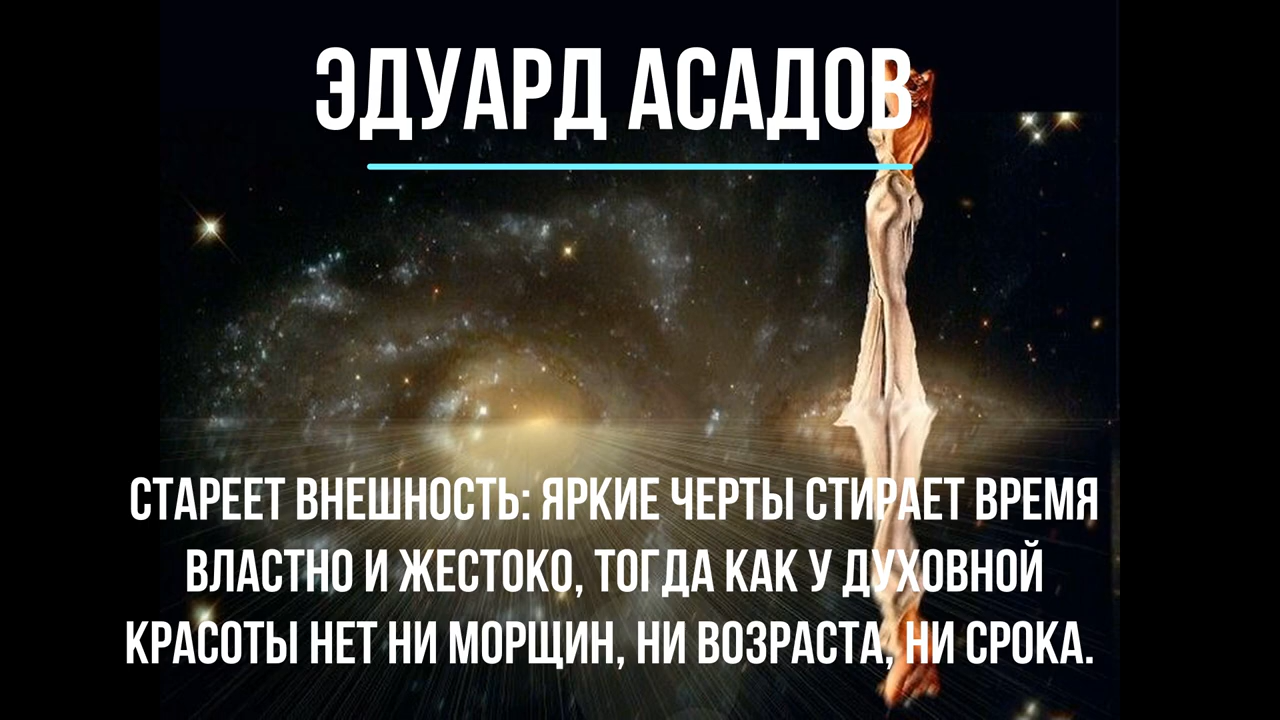 ЭДУАРД АСАДОВ
СТАРЕЕТ ВНЕШНОСТЬ: ЯРКИЕ ЧЕРТЫ СТИРАЕТ ВРЕМЯ
ВЛАСТНО И ЖЕСТОКО, ТОГДА КАК У ДУХОВНОЙ
КРАСОТЫ НЕТ НИ МОРЩИН, НИ ВОЗРАСТА, НИ СРОКА.